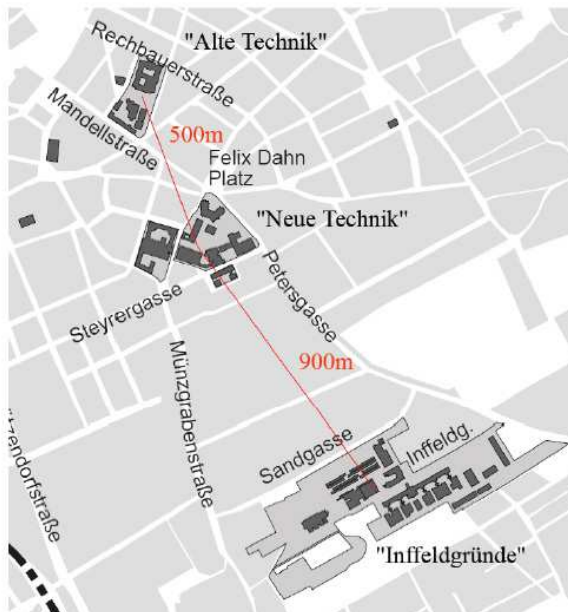 "Alte Technik"
Rechbauerstraße
Mandellstraße
500m
Felix Dahn
Platz
"Neue Technik"
Steyrergasse
Petersgasse
Münzgrabenstraße
900m
Sandgasse
Inffeldg.
"Inffeldgründe"